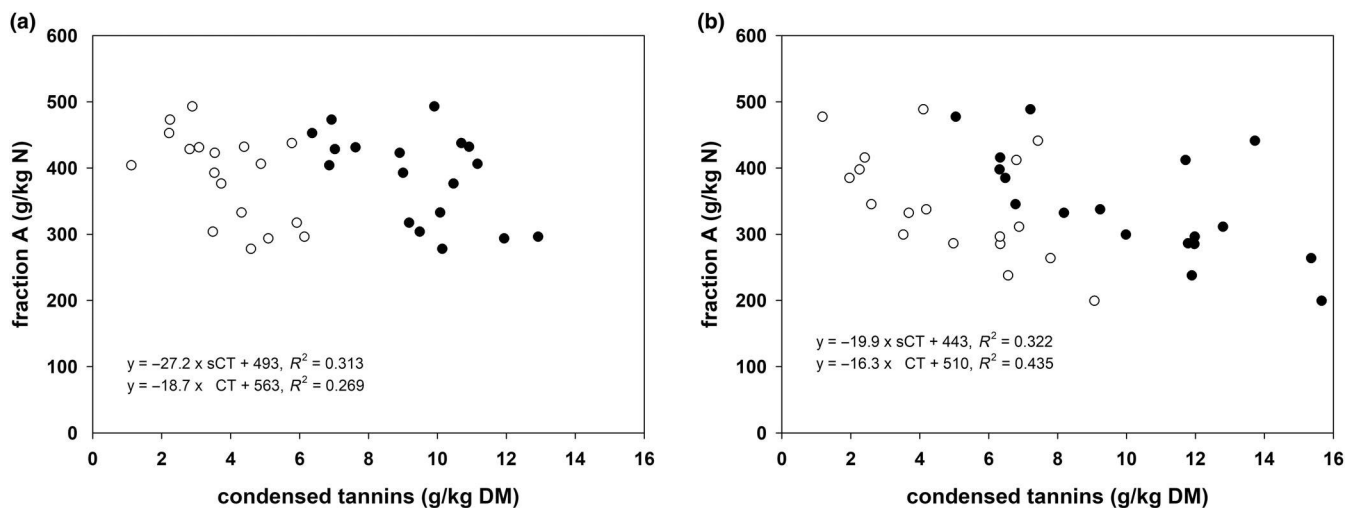 (a)
600
500
400
300
200
100
0
fraction A (g/kg N)
y = −27.2 x sCT + 493, R² = 0.313
y = −18.7 x CT + 563, R² = 0.269
0 2 4 6 8 10 12 14 16
condensed tannins (g/kg DM)
(b)
600
500
400
300
200
100
0
fraction A (g/kg N)
y = −19.9 x sCT + 443, R² = 0.322
y = −16.3 x CT + 510, R² = 0.435
0 2 4 6 8 10 12 14 16
condensed tannins (g/kg DM)